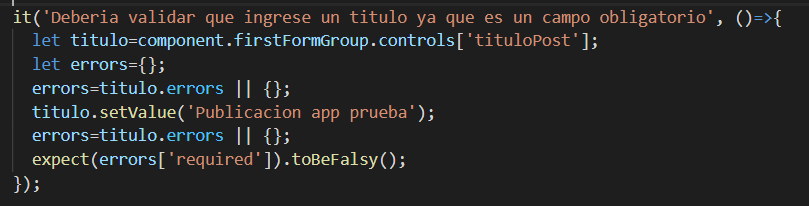 it('Deberia validar que ingrese un titulo ya que es un campo obligatorio', ()=>{
let titulo=component.firstFormGroup.controls['tituloPost'];
let errors={};
errors=titulo.errors || {};
titulo.setValue('Publicacion app prueba');
errors=titulo.errors || {};
expect(errors['required']).toBeFalsy();
});